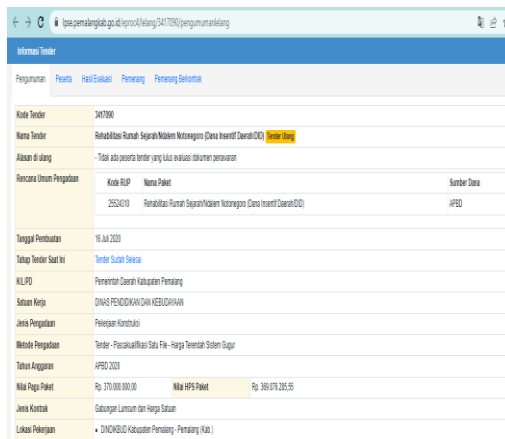 lpse.pemalangkab.go.id/eproc4/lelang/3417090/pengumumanlelang
Informasi Tender
Pengumuman Peserta Hasil Evaluasi Pemenang Pemenang Berkontrak
Kode Tender 3417090
Nama Tender Rehabilitasi Rumah Sejarah/Ndalem Notonegoro (Dana Insentif Daerah/DID) Tender Ulang
Alasan di ulang - Tidak ada peserta tender yang lulus evaluasi dokumen penawaran
Rencana Umum Pengadaan
Kode RUP Nama Paket Sumber Dana
25524310 Rehabilitasi Rumah Sejarah/Ndalem Notonegoro (Dana Insentif Daerah/DID) APBD
Tanggal Pembuatan 16 Juli 2020
Tahap Tender Saat Ini Tender Sudah Selesai
K/L/PD Pemerintah Daerah Kabupaten Pemalang
Satuan Kerja DINAS PENDIDIKAN DAN KEBUDAYAAN
Jenis Pengadaan Pekerjaan Konstruksi
Metode Pengadaan Tender - Pascakualifikasi Satu File - Harga Terendah Sistem Gugur
Tahun Anggaran APBD 2020
Nilai Pagu Paket Rp. 370.000.000,00 Nilai HPS Paket Rp. 369.878.285,55
Jenis Kontrak Gabungan Lumsum dan Harga Satuan
Lokasi Pekerjaan • DINDIKBUD Kabupaten Pemalang - Pemalang (Kab.)